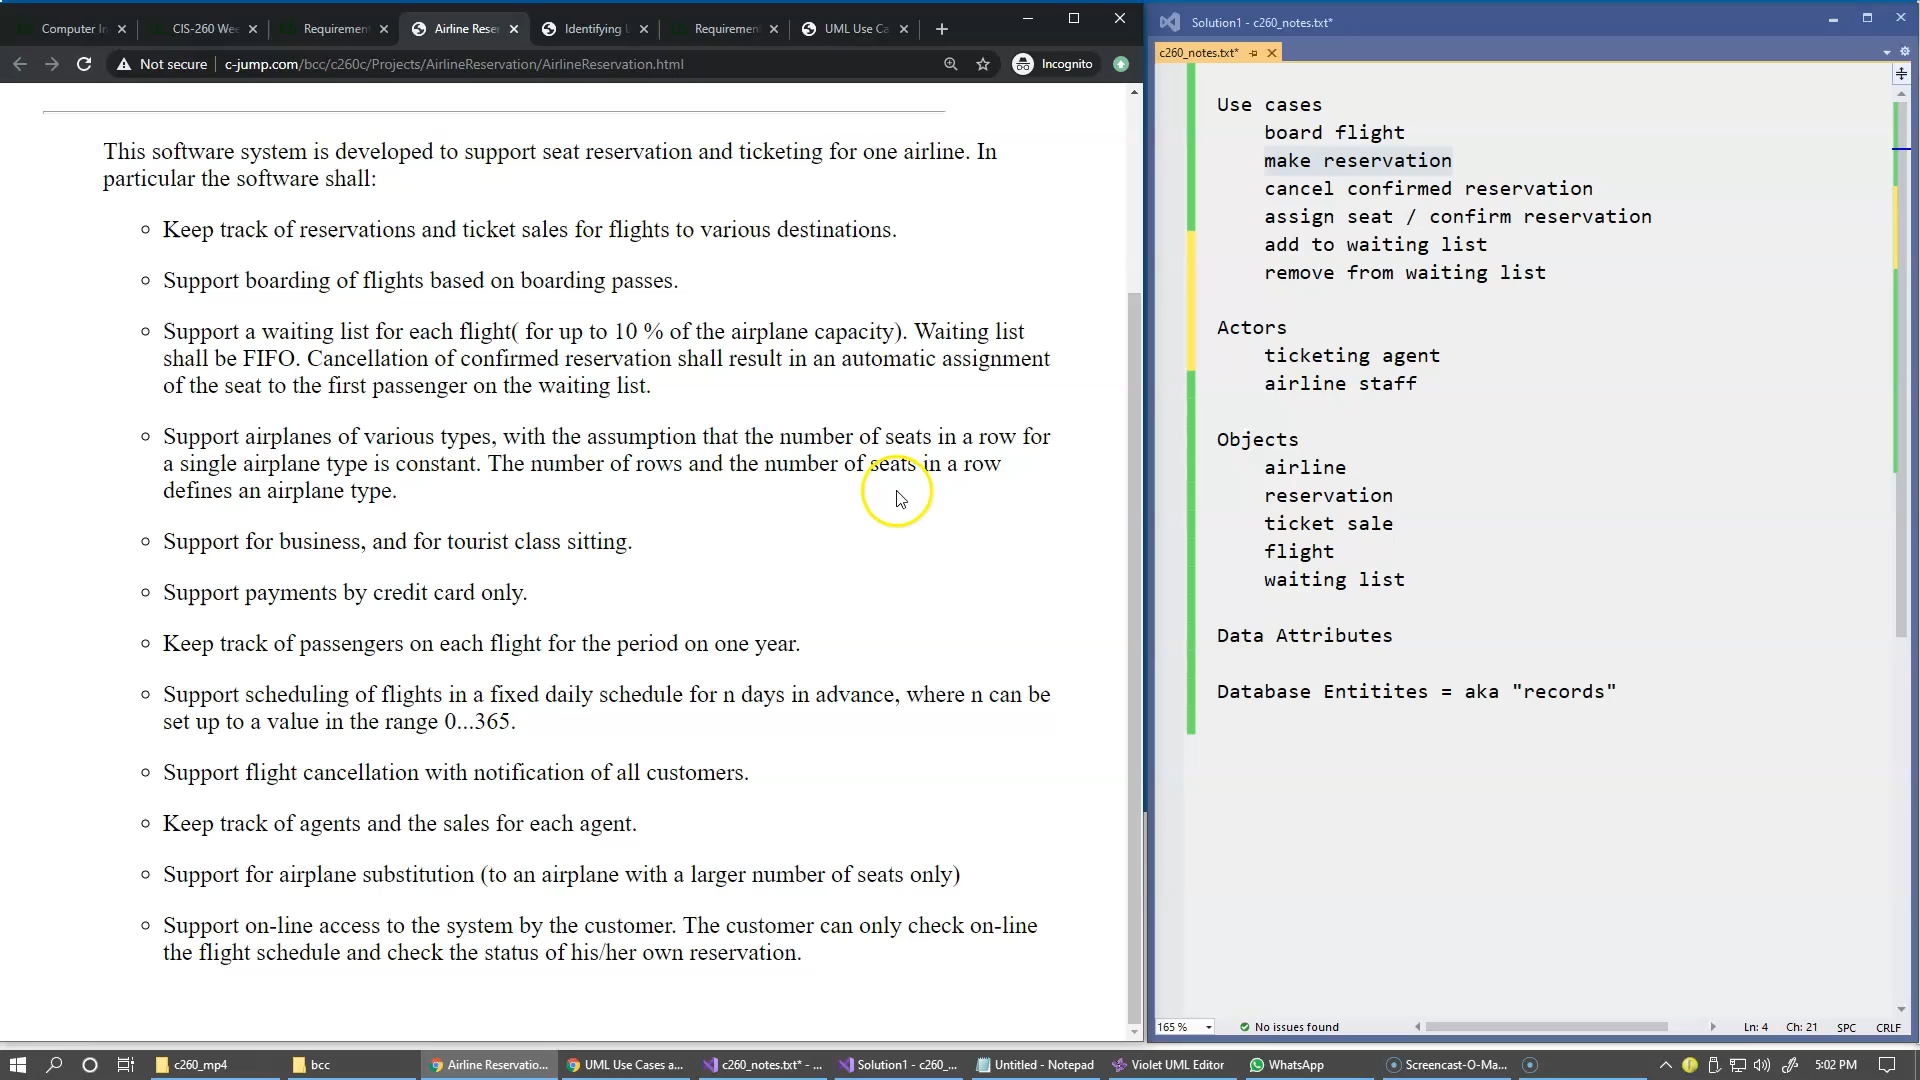 Computer In
CIS-260 Wee
Requirement
Airline Rese
Identifying U
Requirement
UML Use Ca
Not secure
c-jump.com/bcc/c260c/Projects/AirlineReservation/AirlineReservation.html
Incognito
This software system is developed to support seat reservation and ticketing for one airline. In
particular the software shall:
Keep track of reservations and ticket sales for flights to various destinations.
Support boarding of flights based on boarding passes.
Support a waiting list for each flight( for up to 10 % of the airplane capacity). Waiting list
shall be FIFO. Cancellation of confirmed reservation shall result in an automatic assignment
of the seat to the first passenger on the waiting list.
Support airplanes of various types, with the assumption that the number of seats in a row for
a single airplane type is constant. The number of rows and the number of seats in a row
defines an airplane type.
Support for business, and for tourist class sitting.
Support payments by credit card only.
Keep track of passengers on each flight for the period on one year.
Support scheduling of flights in a fixed daily schedule for n days in advance, where n can be
set up to a value in the range 0...365.
Support flight cancellation with notification of all customers.
Keep track of agents and the sales for each agent.
Support for airplane substitution (to an airplane with a larger number of seats only)
Support on-line access to the system by the customer. The customer can only check on-line
the flight schedule and check the status of his/her own reservation.
Solution1 - c260_notes.txt*
c260_notes.txt*
Use cases
board flight
make reservation
cancel confirmed reservation
assign seat / confirm reservation
add to waiting list
remove from waiting list
Actors
ticketing agent
airline staff
Objects
airline
reservation
ticket sale
flight
waiting list
Data Attributes
Database Entitites = aka "records"
165 %
No issues found
Ln: 4
Ch: 21
SPC
CRLF
c260_mp4
bcc
Airline Reservatio...
UML Use Cases a...
c260_notes.txt* - ...
Solution1 - c260_...
Untitled - Notepad
Violet UML Editor
WhatsApp
Screencast-O-Ma...
5:02 PM